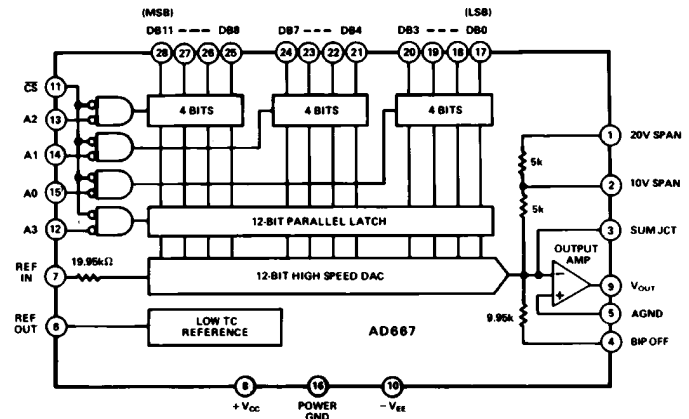 (MSB) (LSB)
DB11 ---- DB8 DB7 --- DB4 DB3 ---- DB0
28 27 26 25 24 23 22 21 20 19 18 17
CS 11
A2 13
A1 14
A0 15
A3 12
REF IN 7
REF OUT 6
4 BITS 4 BITS 4 BITS
12-BIT PARALLEL LATCH
19.95kΩ
12-BIT HIGH SPEED DAC
LOW TC
REFERENCE
AD667
5k
5k
9.95k
OUTPUT
AMP
1 20V SPAN
2 10V SPAN
3 SUM JCT
9 VOUT
5 AGND
4 BIP OFF
8 16 10
+ VCC POWER GND - VEE